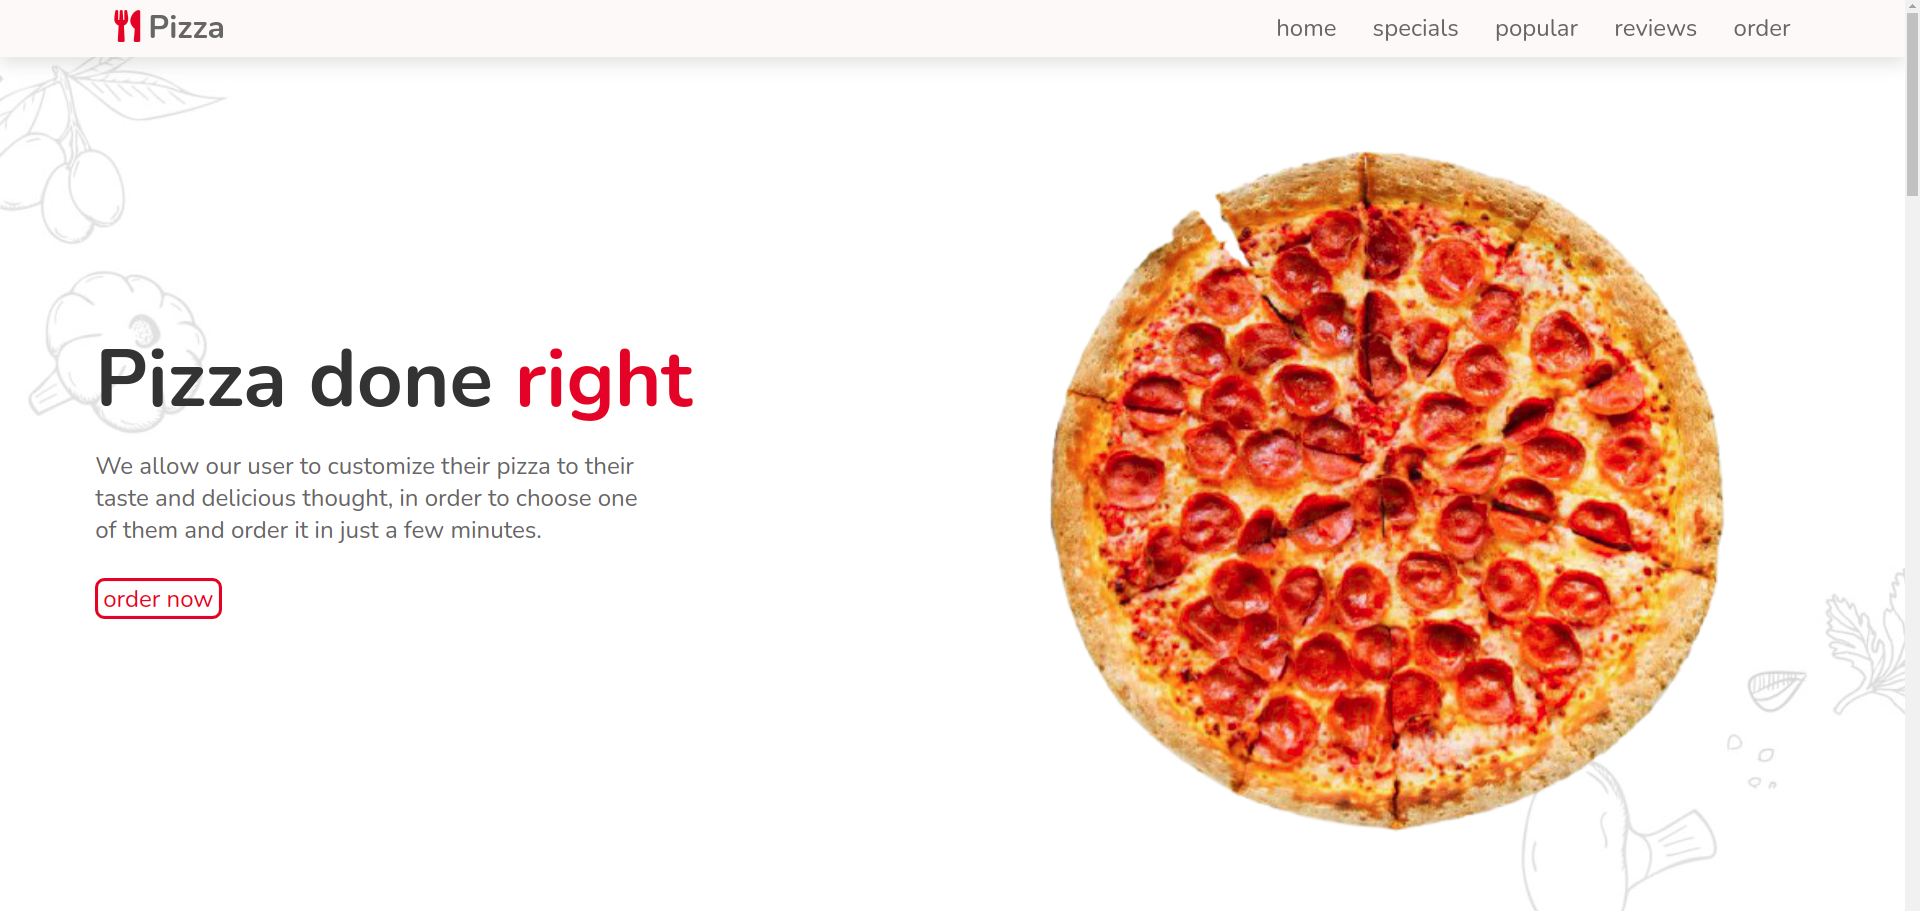 Pizza
home specials popular reviews order
Pizza done right
We allow our user to customize their pizza to their
taste and delicious thought, in order to choose one
of them and order it in just a few minutes.
order now